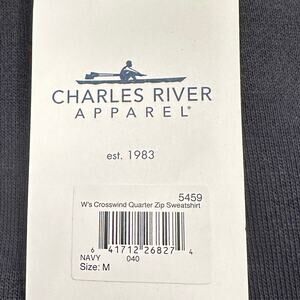 CHARLES RIVER
APPAREL®
est. 1983
5459
W's Crosswind Quarter Zip Sweatshirt
6 41712 26827 4
NAVY 040
Size: M